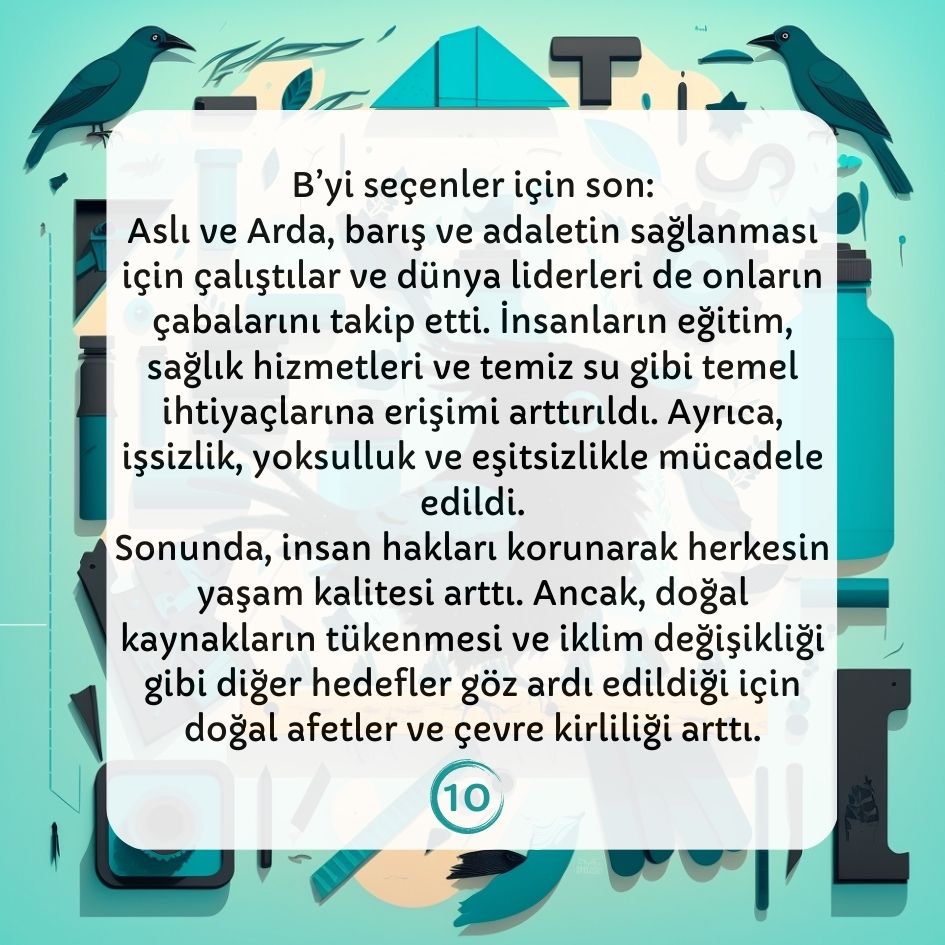 B’yi seçenler için son:
Aslı ve Arda, barış ve adaletin sağlanması
için çalıştılar ve dünya liderleri de onların
çabalarını takip etti. İnsanların eğitim,
sağlık hizmetleri ve temiz su gibi temel
ihtiyaçlarına erişimi arttırıldı. Ayrıca,
işsizlik, yoksulluk ve eşitsizlikle mücadele
edildi.
Sonunda, insan hakları korunarak herkesin
yaşam kalitesi arttı. Ancak, doğal
kaynakların tükenmesi ve iklim değişikliği
gibi diğer hedefler göz ardı edildiği için
doğal afetler ve çevre kirliliği arttı.
10